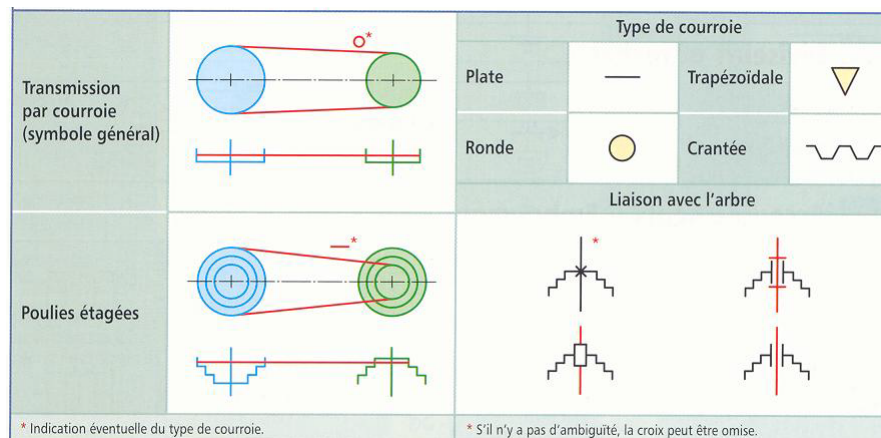 Transmission
par courroie
(symbole général)
*
Type de courroie
Plate
Trapézoïdale
Ronde
Crantée
Poulies étagées
*
Liaison avec l'arbre
*
* Indication éventuelle du type de courroie.
* S'il n'y a pas d'ambiguïté, la croix peut être omise.